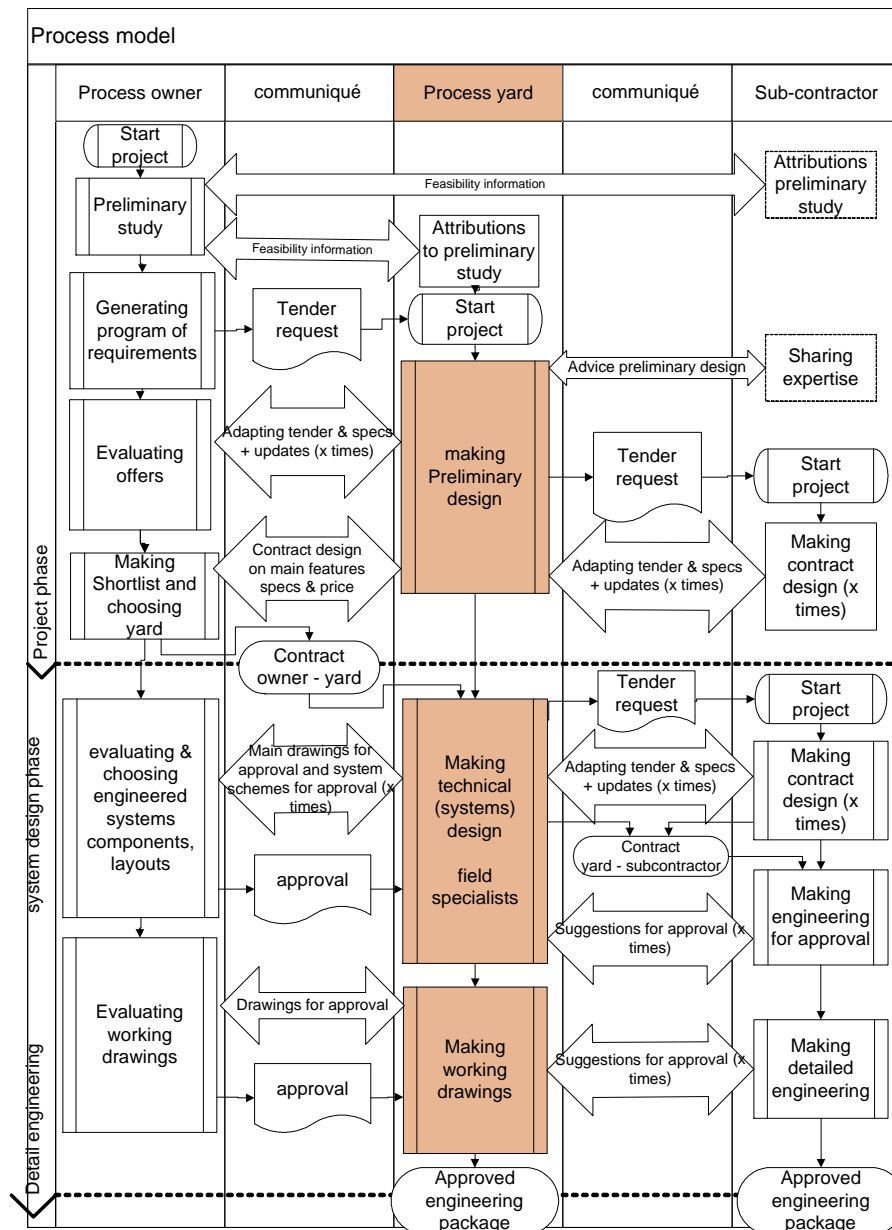 Process model
Process owner
communiqué
Process yard
communiqué
Sub-contractor
Start
project
Attributions
preliminary
study
Feasibility information
Preliminary
study
Attributions
to preliminary
study
Feasibility information
Generating
program of
requirements
Tender
request
Start
project
Advice preliminary design
Sharing
expertise
Evaluating
offers
Adapting tender & specs
+ updates (x times)
making
Preliminary
design
Tender
request
Start
project
Making
Shortlist and
choosing
yard
Contract design
on main features
specs & price
Adapting tender & specs
+ updates (x times)
Making
contract
design (x
times)
Project phase
Contract
owner - yard
Tender
request
Start
project
evaluating &
choosing
engineered
systems
components,
layouts
Main drawings for
approval and system
schemes for approval (x
times)
Making
technical
(systems)
design
field
specialists
Adapting tender & specs
+ updates (x times)
Making
contract
design (x
times)
Contract
yard - subcontractor
approval
Suggestions for approval (x
times)
Making
engineering
for approval
system design phase
Evaluating
working
drawings
Drawings for approval
Making
working
drawings
Suggestions for approval (x
times)
Making
detailed
engineering
approval
Detail engineering
Approved
engineering
package
Approved
engineering
package